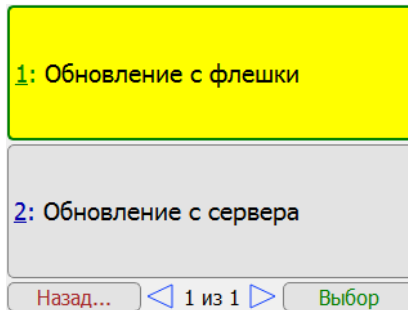 1: Обновление с флешки
2: Обновление с сервера
Назад... 1 из 1 Выбор